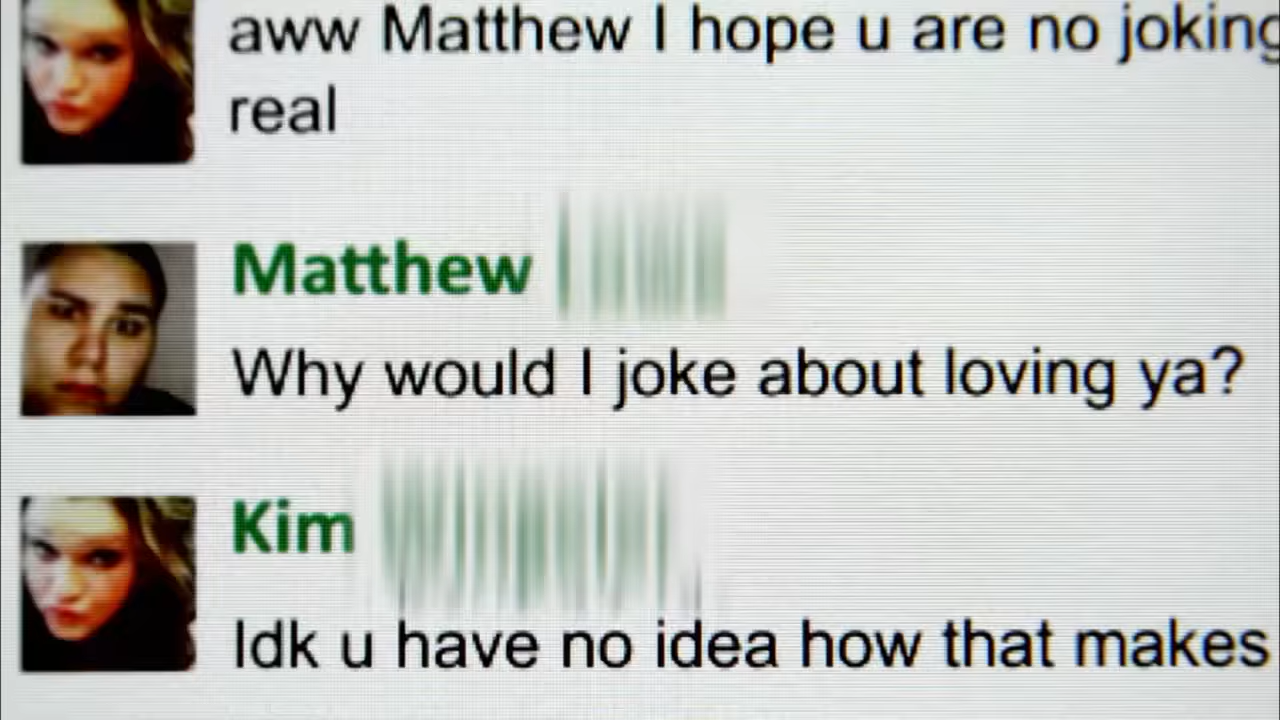 aww Matthew I hope u are no joking
real
Matthew
Why would I joke about loving ya?
Kim
Idk u have no idea how that makes